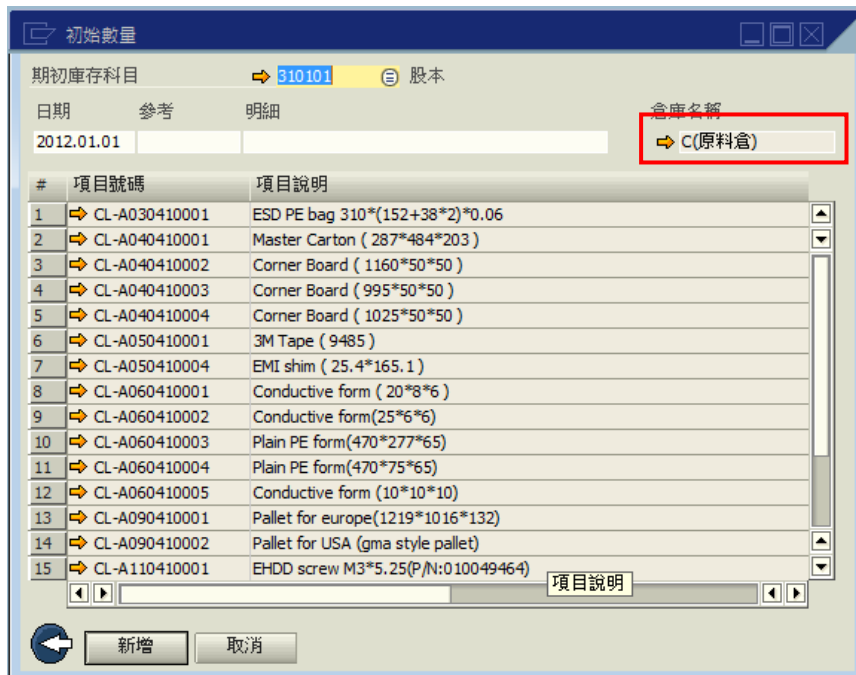 初始數量
期初庫存科目 310101 股本
日期 參考 明細 倉庫名稱
2012.01.01 C(原料倉)
# 項目號碼 項目說明
1 CL-A030410001 ESD PE bag 310*(152+38*2)*0.06
2 CL-A040410001 Master Carton ( 287*484*203 )
3 CL-A040410002 Corner Board ( 1160*50*50 )
4 CL-A040410003 Corner Board ( 995*50*50 )
5 CL-A040410004 Corner Board ( 1025*50*50 )
6 CL-A050410001 3M Tape ( 9485 )
7 CL-A050410004 EMI shim ( 25.4*165.1 )
8 CL-A060410001 Conductive form ( 20*8*6 )
9 CL-A060410002 Conductive form(25*6*6)
10 CL-A060410003 Plain PE form(470*277*65)
11 CL-A060410004 Plain PE form(470*75*65)
12 CL-A060410005 Conductive form (10*10*10)
13 CL-A090410001 Pallet for europe(1219*1016*132)
14 CL-A090410002 Pallet for USA (gma style pallet)
15 CL-A110410001 EHDD screw M3*5.25(P/N:010049464)
項目說明
新增 取消